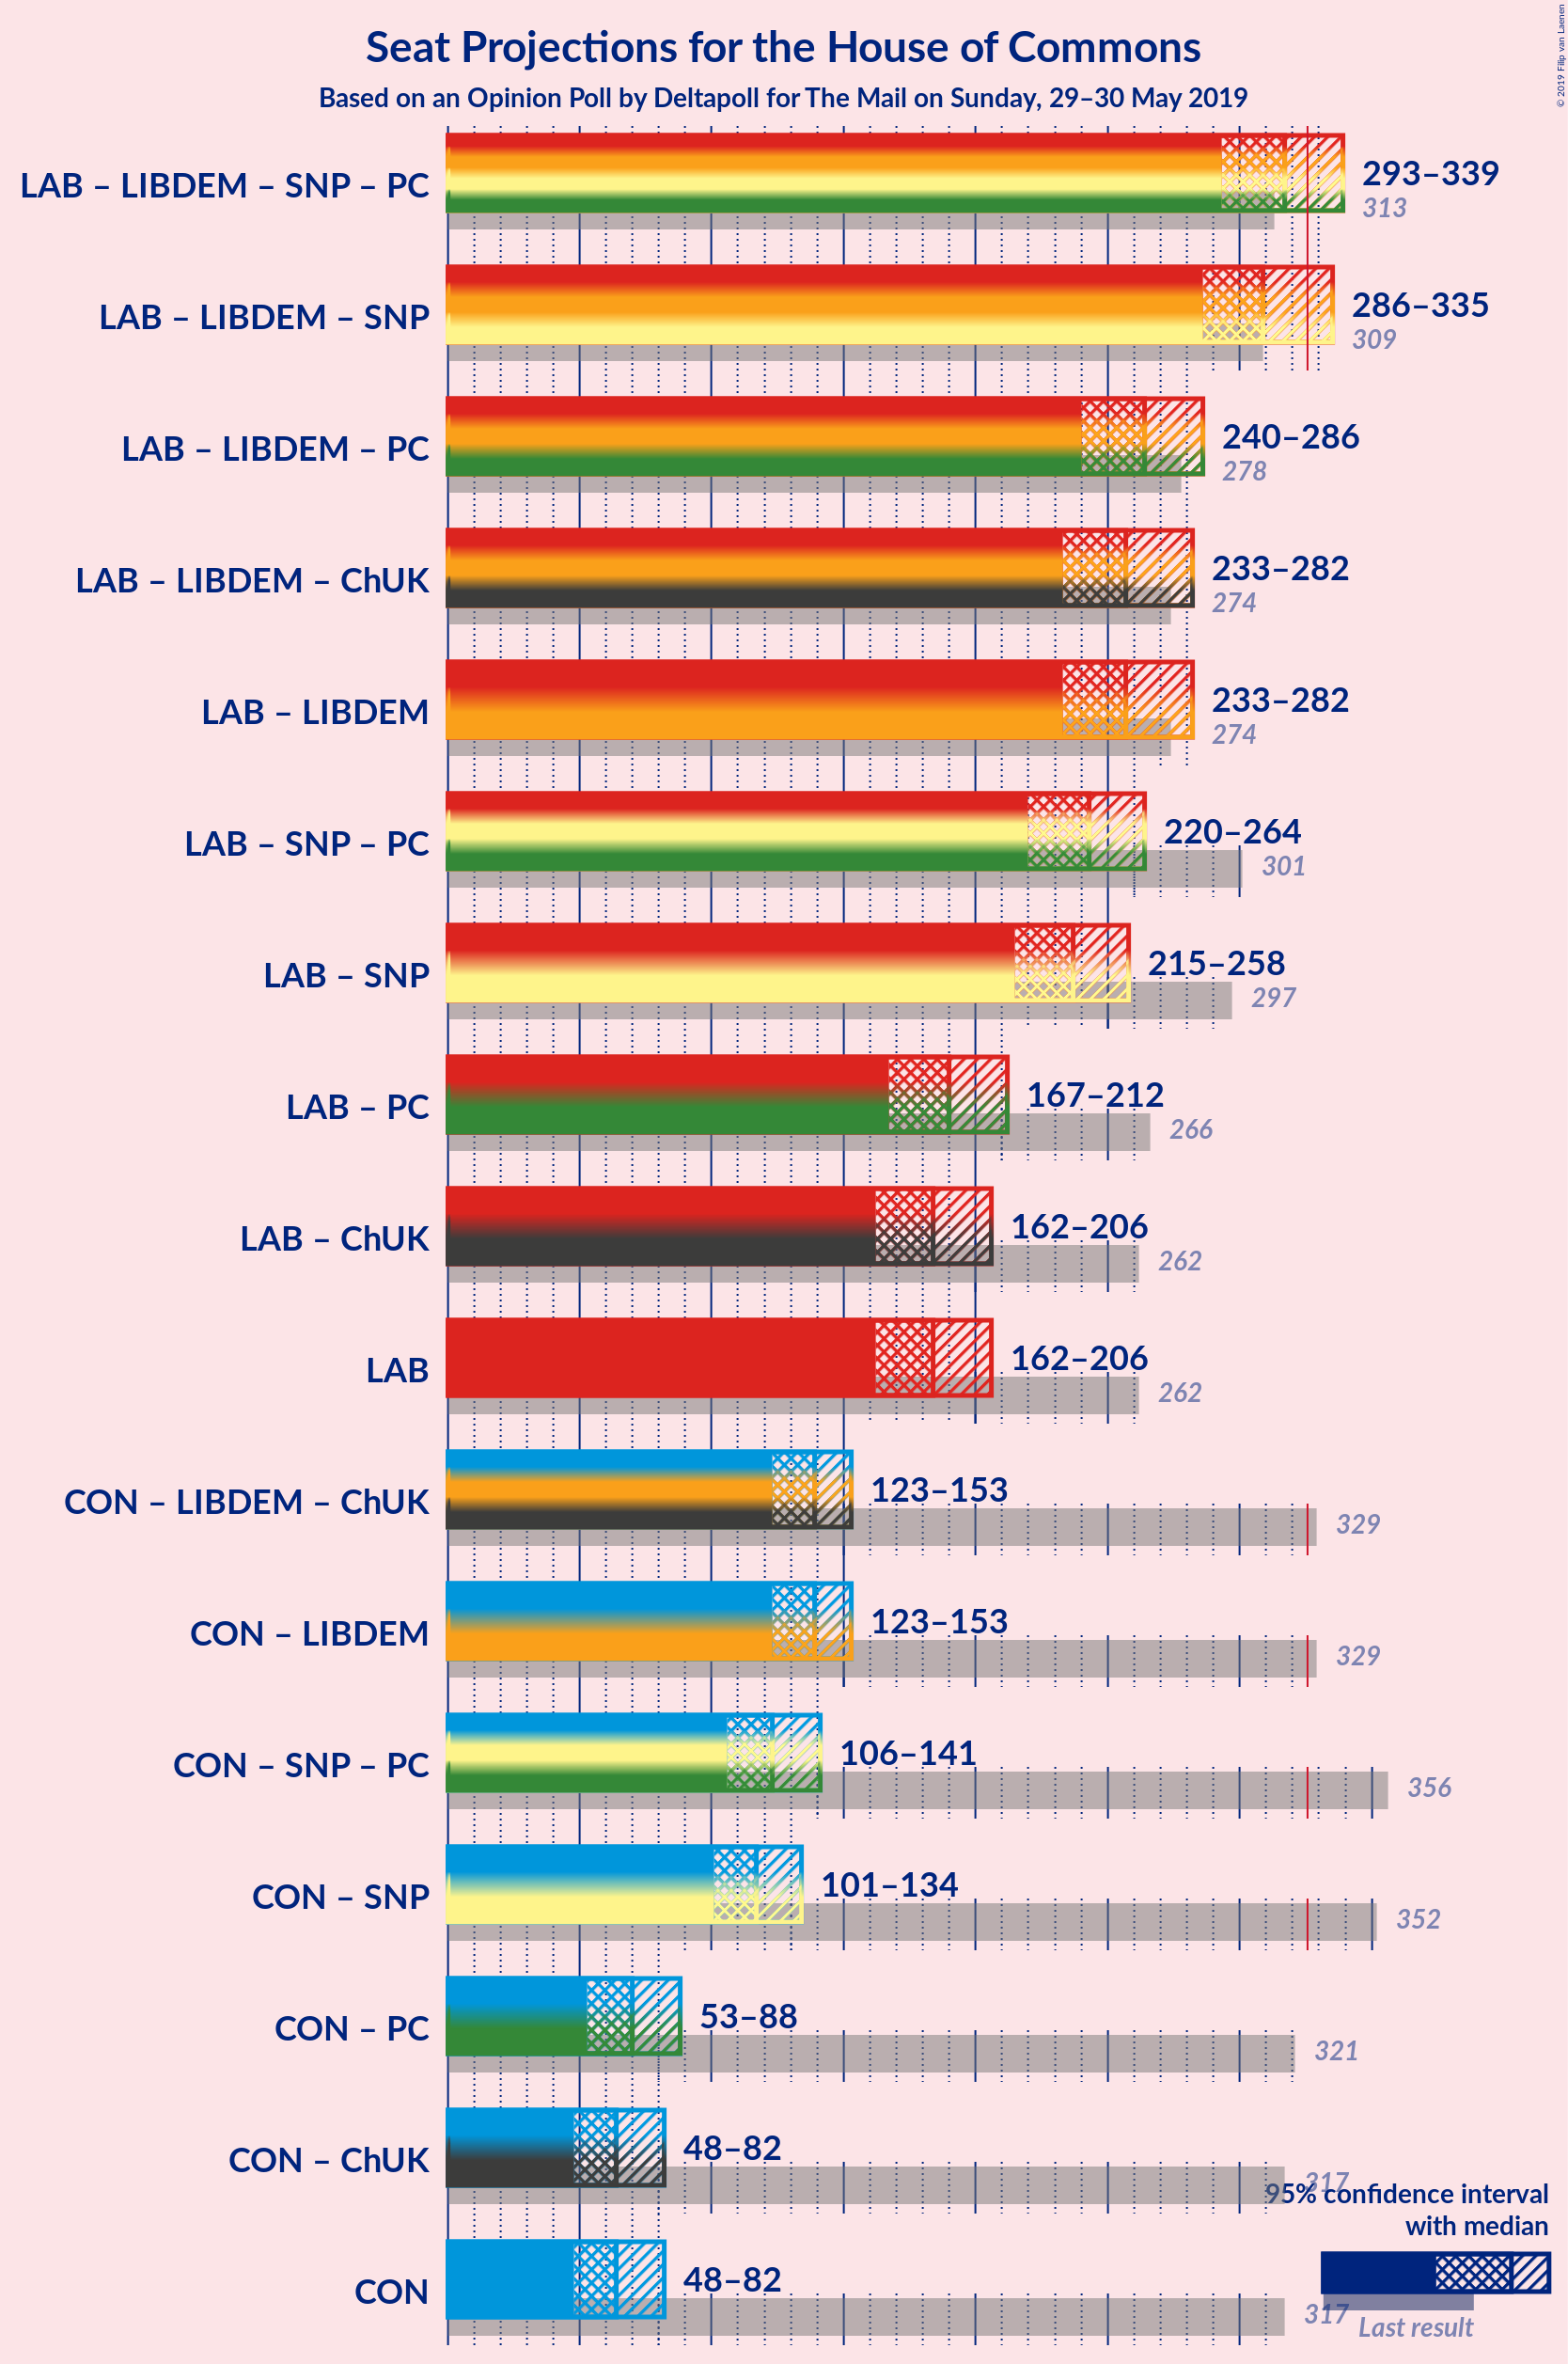 Seat Projections for the House of Commons
Based on an Opinion Poll by Deltapoll for The Mail on Sunday, 29–30 May 2019
© 2019 Filip van Laenen
LAB – LIBDEM – SNP – PC
293–339
313
LAB – LIBDEM – SNP
286–335
309
LAB – LIBDEM – PC
240–286
278
LAB – LIBDEM – ChUK
233–282
274
LAB – LIBDEM
233–282
274
LAB – SNP – PC
220–264
301
LAB – SNP
215–258
297
LAB – PC
167–212
266
LAB – ChUK
162–206
262
LAB
162–206
262
CON – LIBDEM – ChUK
123–153
329
CON – LIBDEM
123–153
329
CON – SNP – PC
106–141
356
CON – SNP
101–134
352
CON – PC
53–88
321
CON – ChUK
48–82
317
CON
48–82
317
95% confidence interval
with median
Last result